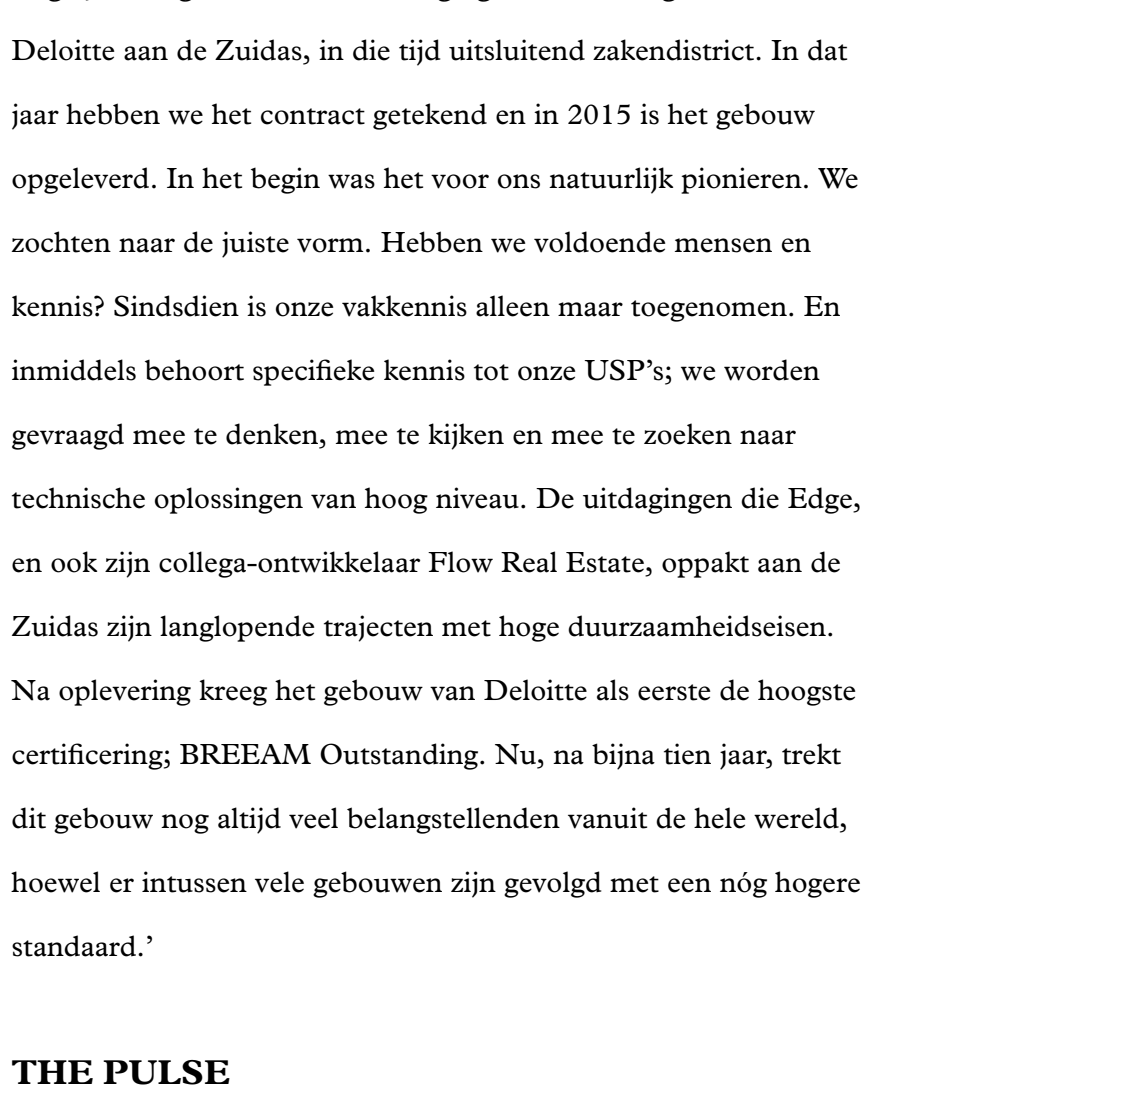 Deloitte aan de Zuidas, in die tijd uitsluitend zakendistrict. In dat
jaar hebben we het contract getekend en in 2015 is het gebouw
opgeleverd. In het begin was het voor ons natuurlijk pionieren. We
zochten naar de juiste vorm. Hebben we voldoende mensen en
kennis? Sindsdien is onze vakkennis alleen maar toegenomen. En
inmiddels behoort specifieke kennis tot onze USP’s; we worden
gevraagd mee te denken, mee te kijken en mee te zoeken naar
technische oplossingen van hoog niveau. De uitdagingen die Edge,
en ook zijn collega-ontwikkelaar Flow Real Estate, oppakt aan de
Zuidas zijn langlopende trajecten met hoge duurzaamheidseisen.
Na oplevering kreeg het gebouw van Deloitte als eerste de hoogste
certificering; BREEAM Outstanding. Nu, na bijna tien jaar, trekt
dit gebouw nog altijd veel belangstellenden vanuit de hele wereld,
hoewel er intussen vele gebouwen zijn gevolgd met een nóg hogere
standaard.’
THE PULSE